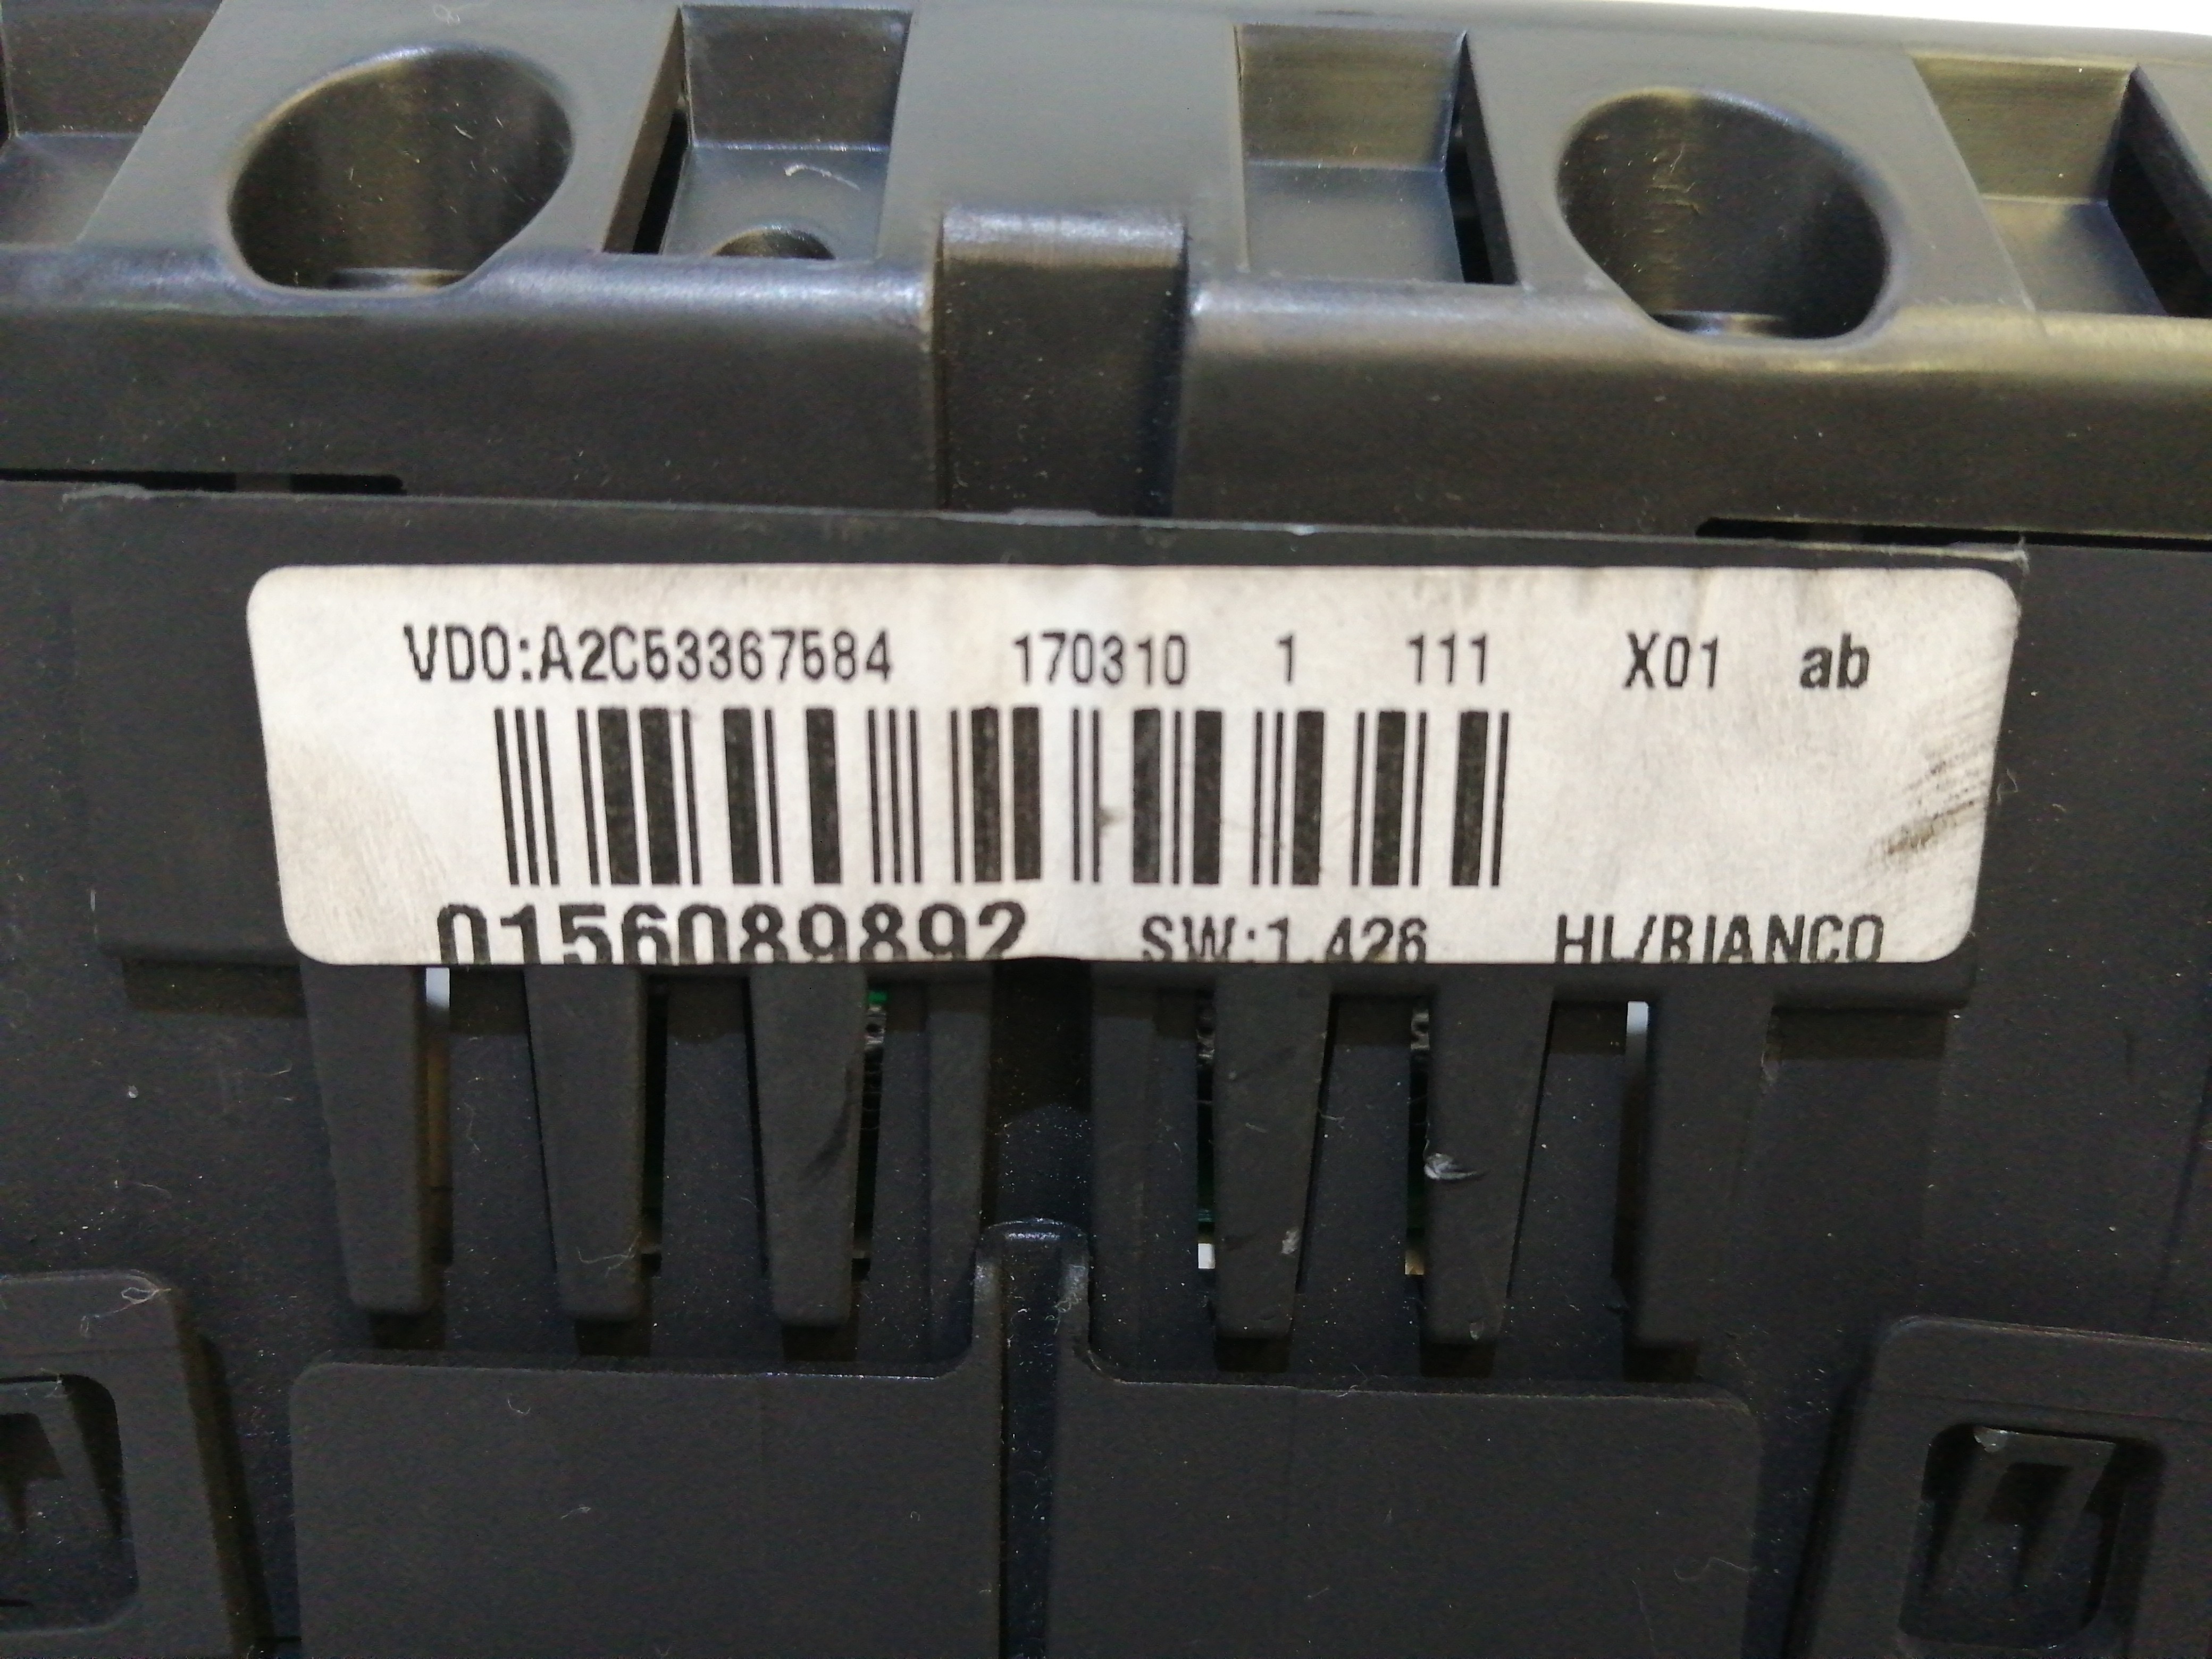 VDO:A2C53367584 170310 1 111 X01 ab
0156089892 SW:1.426 HL/BIANCO